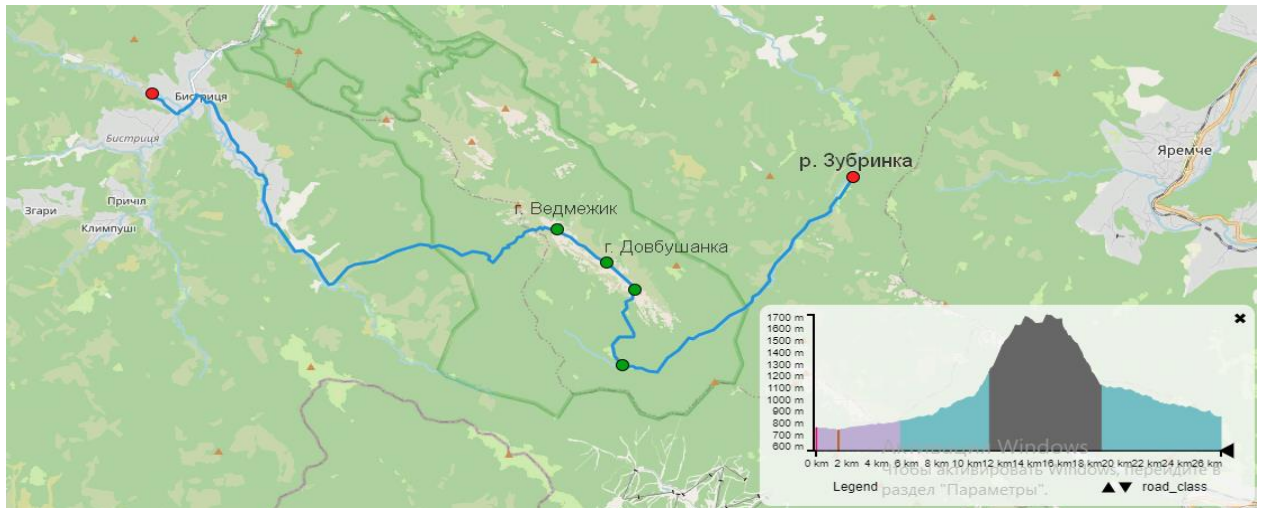 Бистриця
Бистриця
Причіл
Згари
Климпуші
г. Ведмежик
г. Довбушанка
р. Зубринка
Яремче
1700 m
1600 m
1500 m
1400 m
1300 m
1200 m
1100 m
1000 m
900 m
800 m
700 m
600 m
Активация Windows
0 km 2 km 4 km 6 km 8 km 10 km 12 km 14 km 16 km 18 km 20 km 22 km 24 km 26 km
Чтобы активировать Windows, перейдите в
Legend
раздел "Параметры".
▲▼ road_class